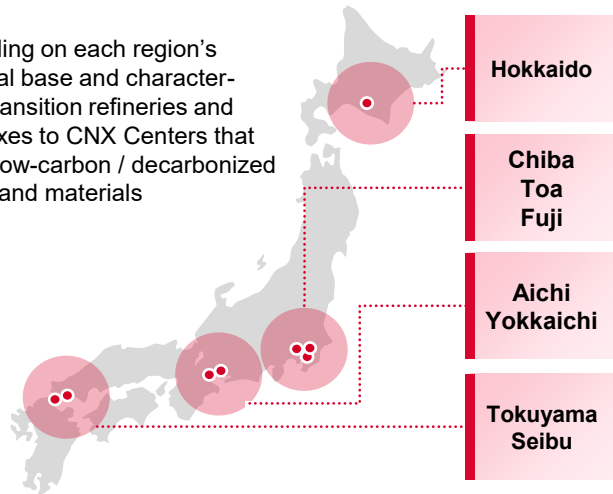 ling on each region's
al base and character-
ransition refineries and
xes to CNX Centers that
ow-carbon / decarbonized
and materials
Hokkaido
Chiba
Toa
Fuji
Aichi
Yokkaichi
Tokuyama
Seibu